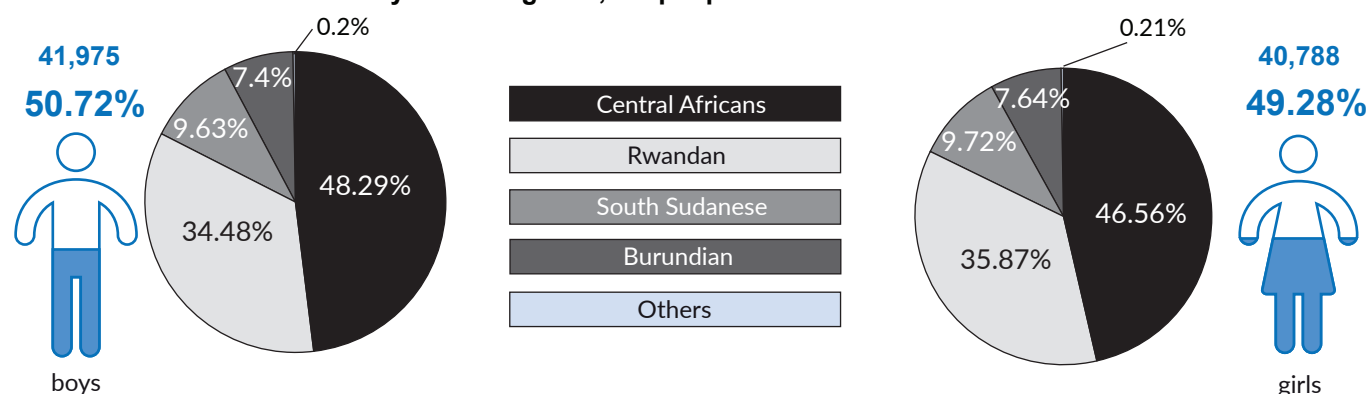 0.2%
41,975
50.72%
7.4%
9.63%
48.29%
34.48%
boys
Central Africans
Rwandan
South Sudanese
Burundian
Others
0.21%
40,788
49.28%
7.64%
9.72%
46.56%
35.87%
girls